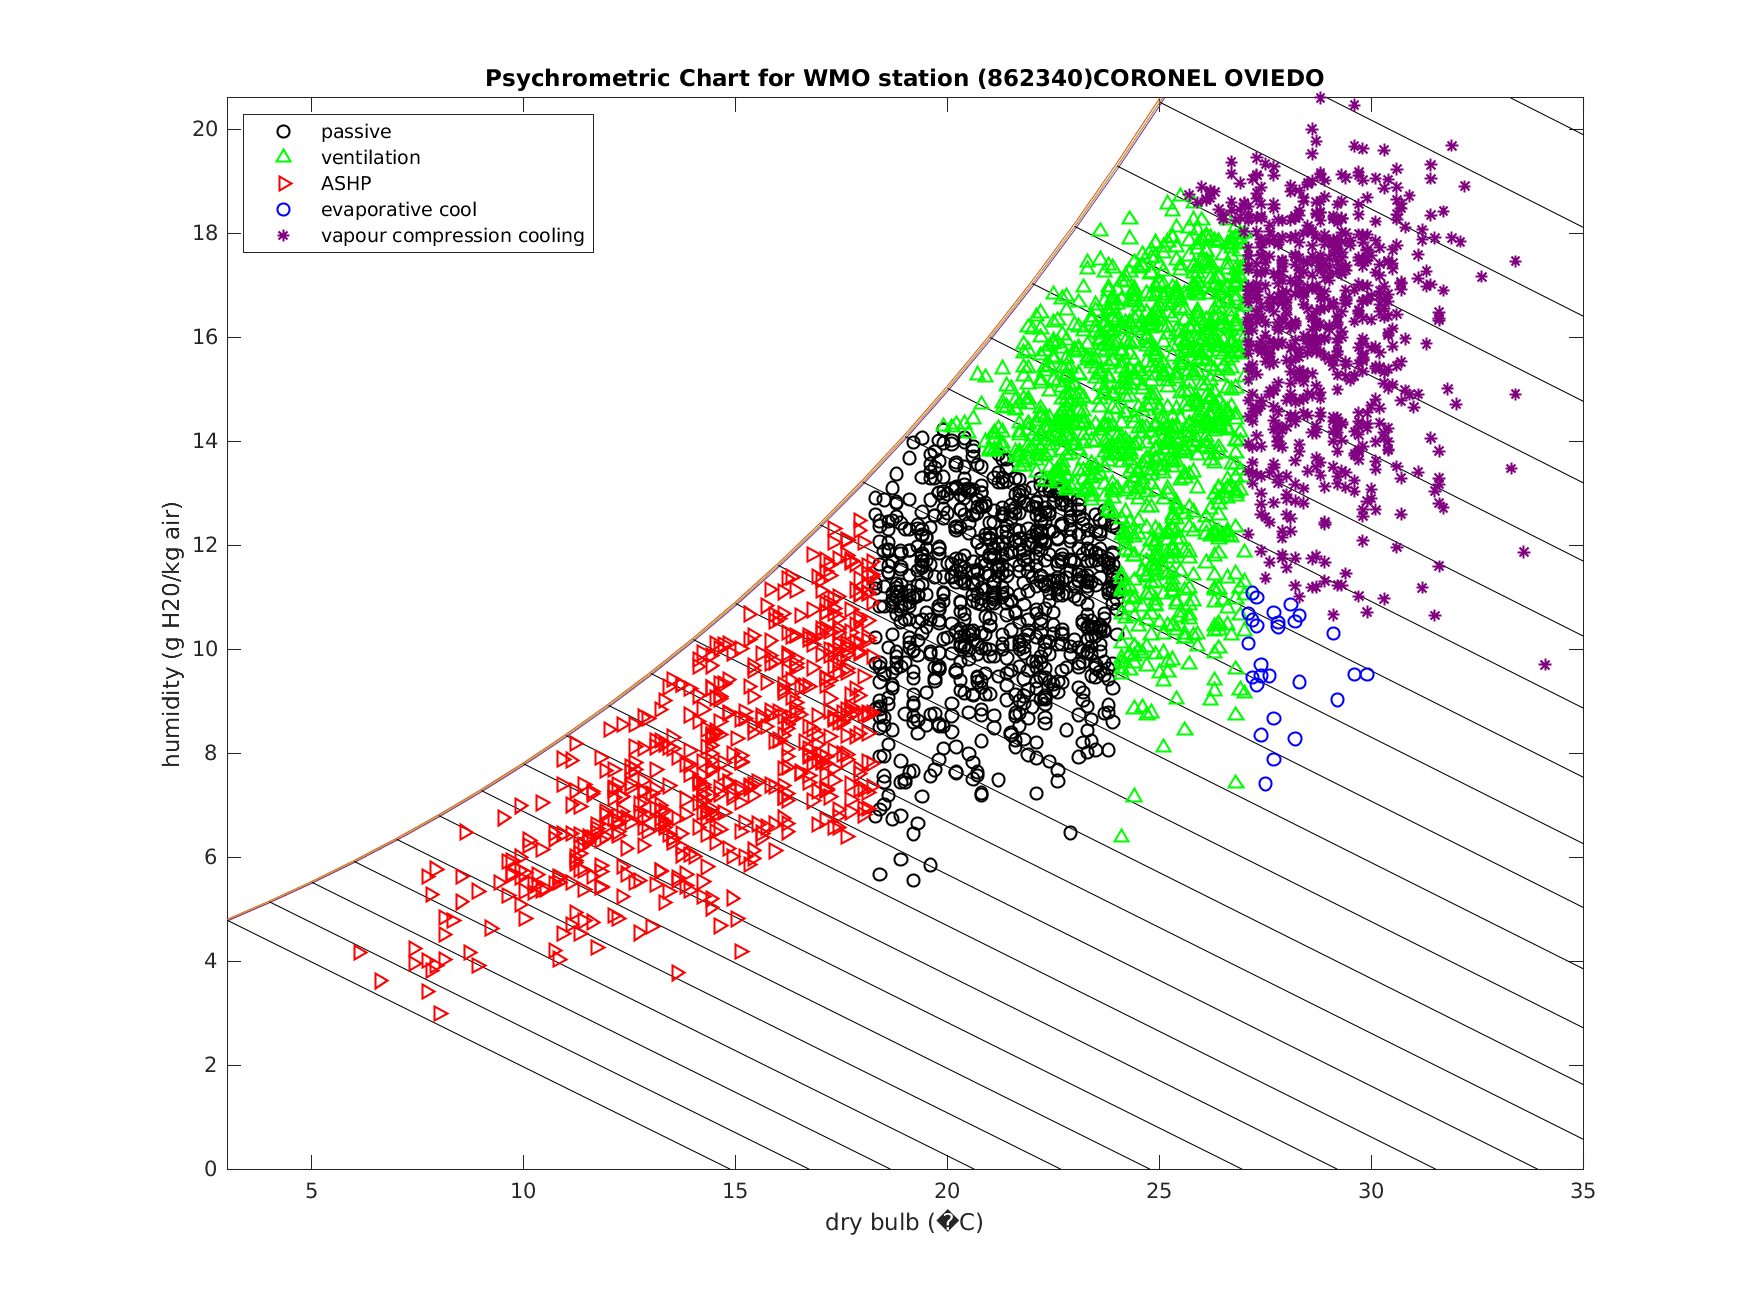 Psychrometric Chart for WMO station (862340)CORONEL OVIEDO
passive
ventilation
ASHP
evaporative cool
vapour compression cooling
humidity (g H20/kg air)
20
18
16
14
12
10
8
6
4
2
0
5 10 15 20 25 30 35
dry bulb (�C)